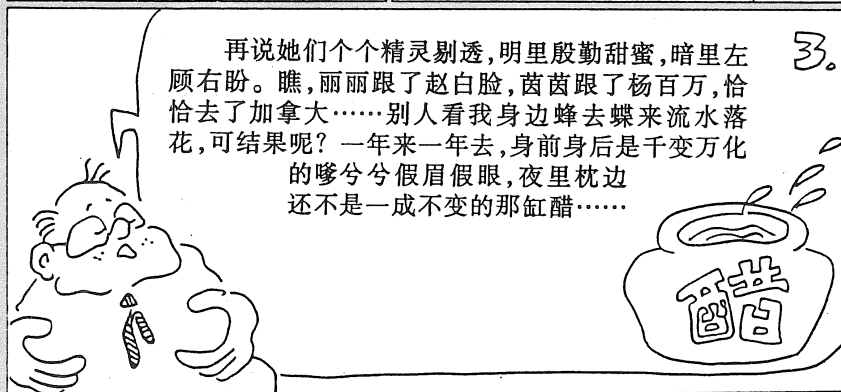 再说她们个个精灵剔透,明里殷勤甜蜜,暗里左
顾右盼。瞧,丽丽跟了赵白脸,茵茵跟了杨百万,恰
恰去了加拿大……别人看我身边蜂去蝶来流水落
花,可结果呢?一年来一年去,身前身后是千变万化
的嗲兮兮假眉假眼,夜里枕边
还不是一成不变的那缸醋……
3。
醋